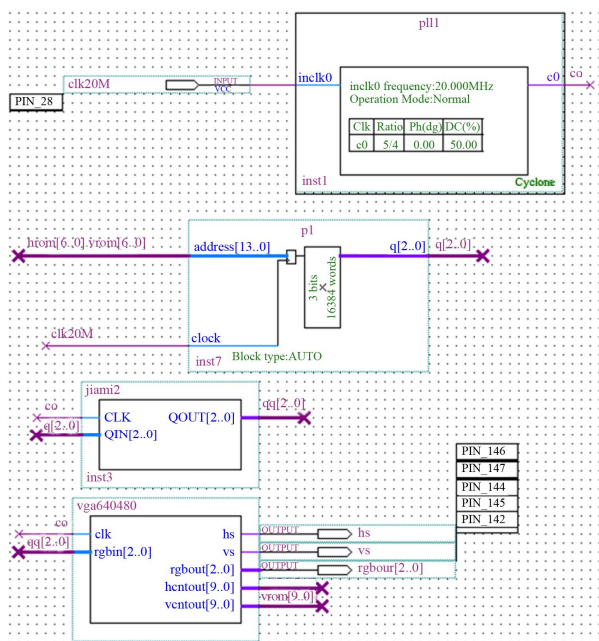 pll1
clk20M
INPUT
VCC
PIN_28
inclk0
c0
co
inclk0 frequency:20.000MHz
Operation Mode:Normal
Clk Ratio Ph(dg) DC(%)
c0 5/4 0.00 50.00
inst1
Cyclone
p1
hrom[6..0].vrom[6..0]
address[13..0]
q[2..0]
q[2..0]
3 bits
16384 words
clk20M
clock
Block type:AUTO
inst7
jiami2
co
CLK
QOUT[2..0]
qq[2..0]
q[2..0]
QIN[2..0]
inst3
PIN_146
PIN_147
PIN_144
PIN_145
PIN_142
vga640480
co
clk
hs
OUTPUT
hs
qq[2..0]
rgbin[2..0]
vs
OUTPUT
vs
rgbout[2..0]
OUTPUT
rgbour[2..0]
hcntout[9..0]
vrom[9..0]
vcntout[9..0]